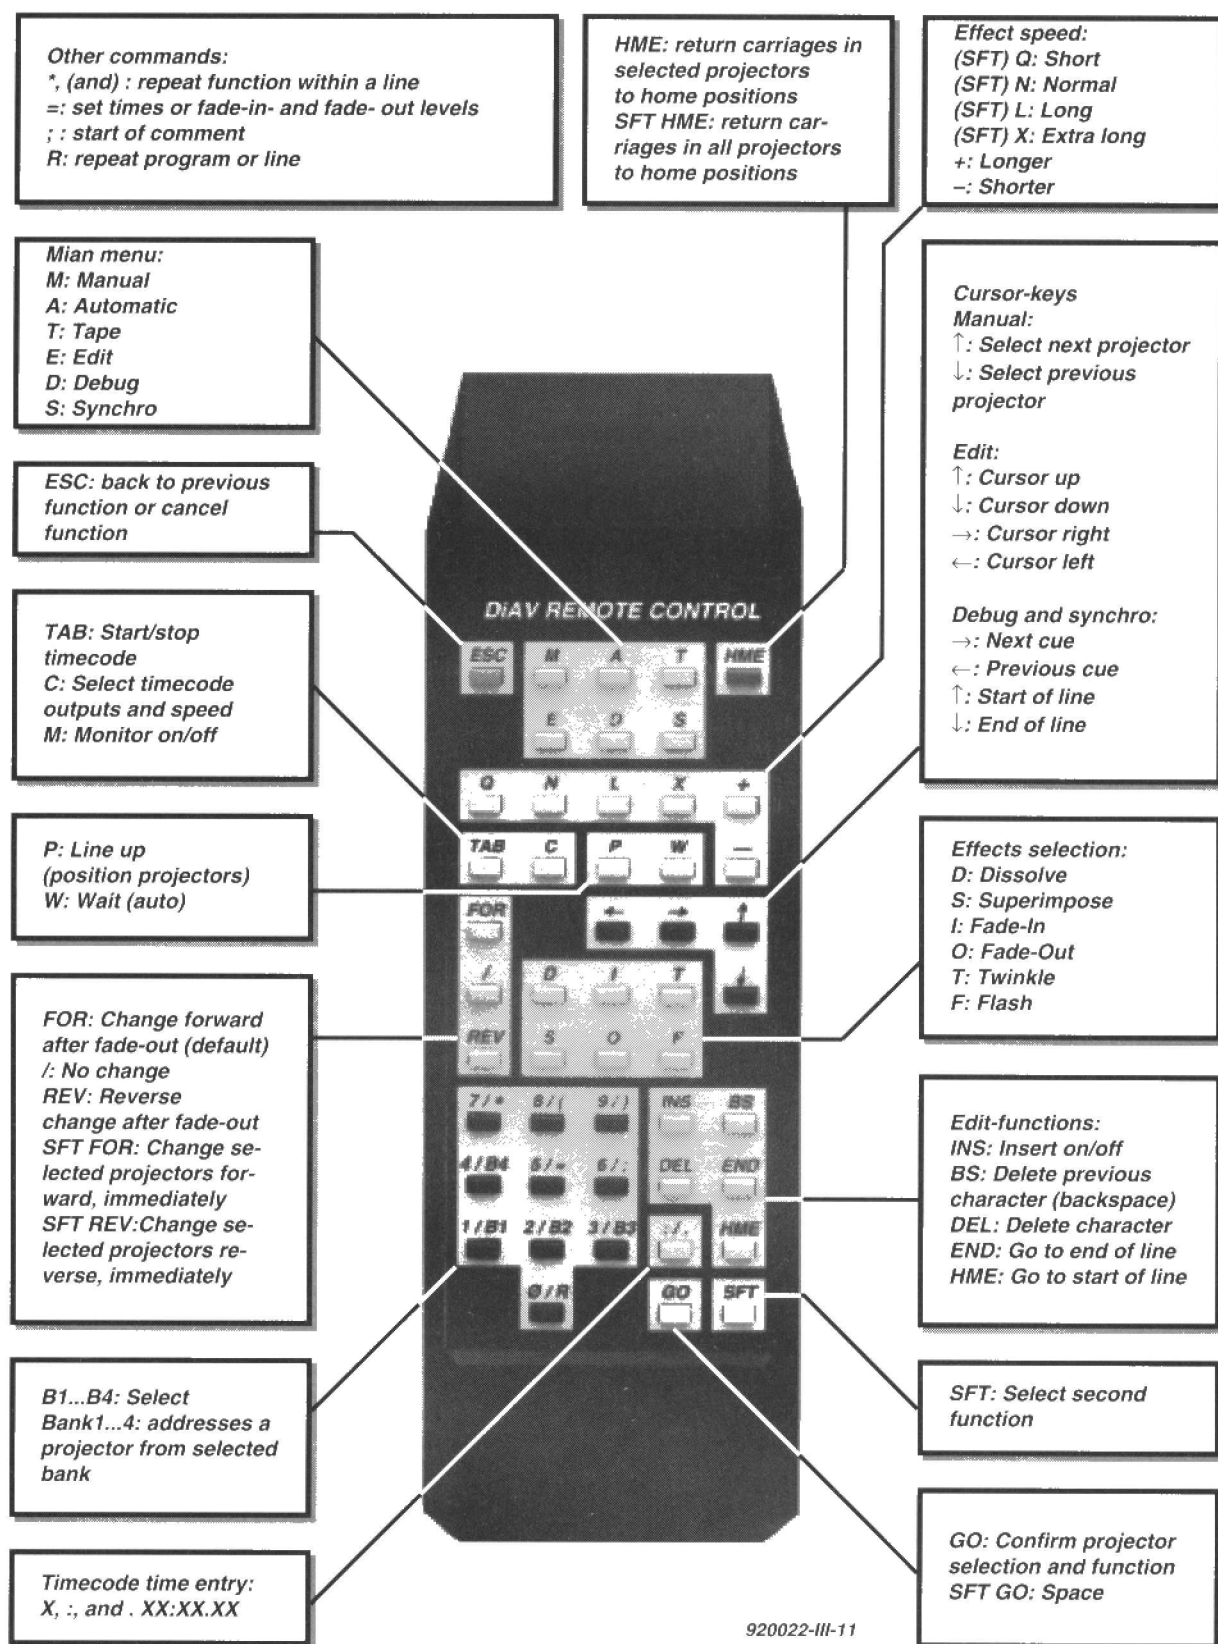 Other commands:
*, (and) : repeat function within a line
=: set times or fade-in- and fade- out levels
; : start of comment
R: repeat program or line
HME: return carriages in
selected projectors
to home positions
SFT HME: return car-
riages in all projectors
to home positions
Effect speed:
(SFT) Q: Short
(SFT) N: Normal
(SFT) L: Long
(SFT) X: Extra long
+: Longer
–: Shorter
Mian menu:
M: Manual
A: Automatic
T: Tape
E: Edit
D: Debug
S: Synchro
Cursor-keys
Manual:
↑: Select next projector
↓: Select previous
projector
Edit:
↑: Cursor up
↓: Cursor down
→: Cursor right
←: Cursor left
Debug and synchro:
→: Next cue
←: Previous cue
↑: Start of line
↓: End of line
ESC: back to previous
function or cancel
function
TAB: Start/stop
timecode
C: Select timecode
outputs and speed
M: Monitor on/off
P: Line up
(position projectors)
W: Wait (auto)
Effects selection:
D: Dissolve
S: Superimpose
I: Fade-In
O: Fade-Out
T: Twinkle
F: Flash
FOR: Change forward
after fade-out (default)
/: No change
REV: Reverse
change after fade-out
SFT FOR: Change se-
lected projectors for-
ward, immediately
SFT REV:Change se-
lected projectors re-
verse, immediately
Edit-functions:
INS: Insert on/off
BS: Delete previous
character (backspace)
DEL: Delete character
END: Go to end of line
HME: Go to start of line
B1...B4: Select
Bank1...4: addresses a
projector from selected
bank
SFT: Select second
function
Timecode time entry:
X, :, and . XX:XX.XX
GO: Confirm projector
selection and function
SFT GO: Space
DiAV REMOTE CONTROL
ESC M A T HME
E D S
Q N L X +
TAB C P W –
FOR ← → ↑
/ D I T ↓
REV S O F
7/* 8/( 9/) INS BS
4/B4 5/= 6/; DEL END
1/B1 2/B2 3/B3 :/. HME
Ø/R GO SFT
920022-III-11